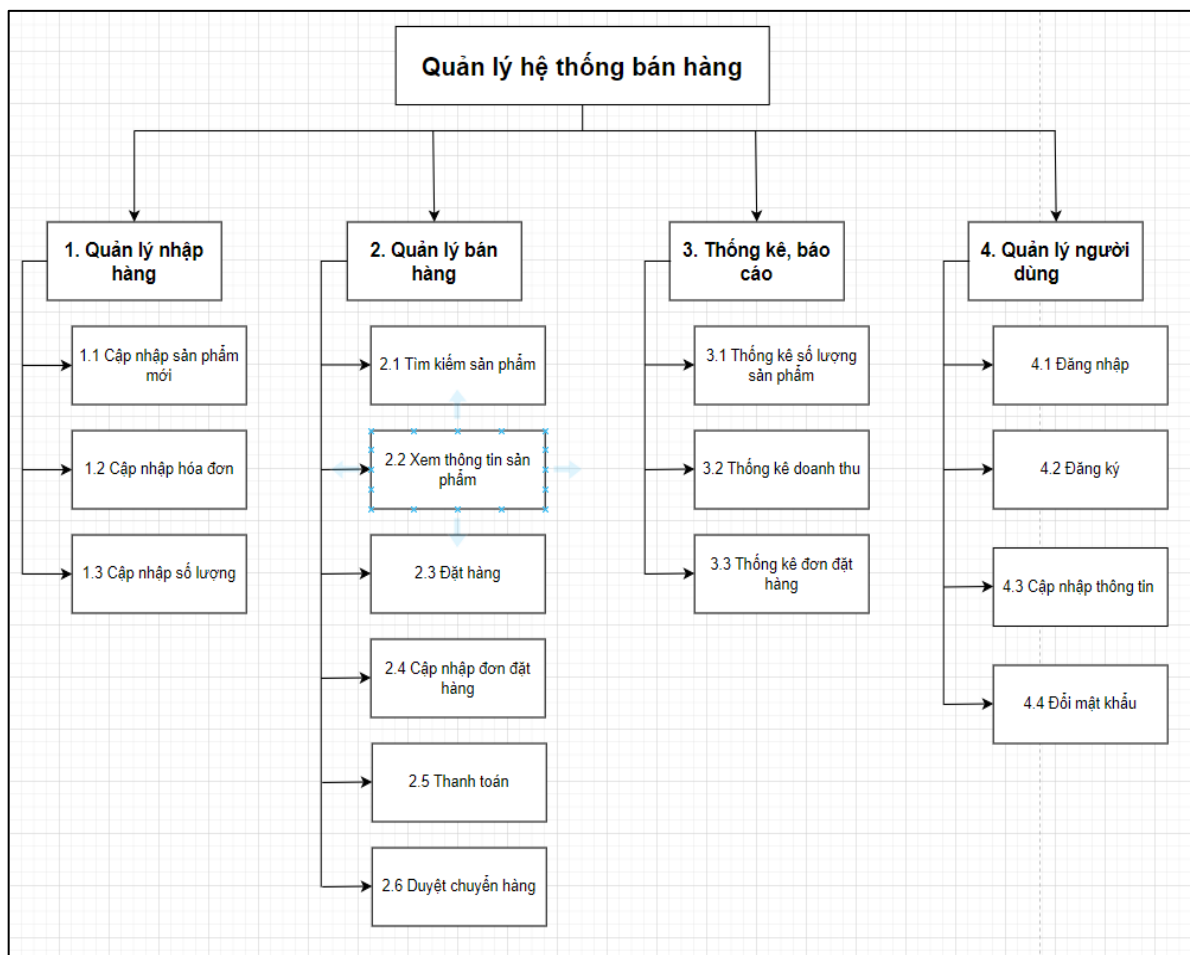 Quản lý hệ thống bán hàng
1. Quản lý nhập
hàng
1.1 Cập nhập sản phẩm
mới
1.2 Cập nhập hóa đơn
1.3 Cập nhập số lượng
2. Quản lý bán
hàng
2.1 Tìm kiếm sản phẩm
2.2 Xem thông tin sản
phẩm
2.3 Đặt hàng
2.4 Cập nhập đơn đặt
hàng
2.5 Thanh toán
2.6 Duyệt chuyển hàng
3. Thống kê, báo
cáo
3.1 Thống kê số lượng
sản phẩm
3.2 Thống kê doanh thu
3.3 Thống kê đơn đặt
hàng
4. Quản lý người
dùng
4.1 Đăng nhập
4.2 Đăng ký
4.3 Cập nhập thông tin
4.4 Đổi mật khẩu